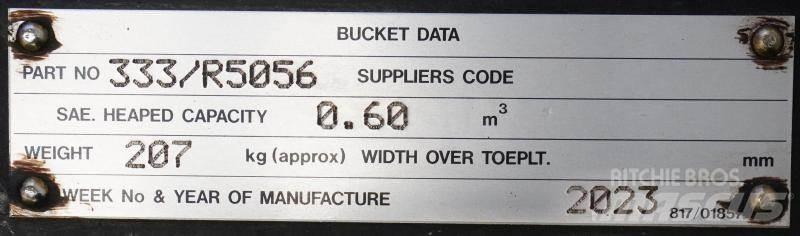 BUCKET DATA
PART NO 333/R5056 SUPPLIERS CODE
SAE. HEAPED CAPACITY 0.60 m³
WEIGHT 207 kg (approx) WIDTH OVER TOEPLT. mm
WEEK No & YEAR OF MANUFACTURE 2023
RITCHIE BROS